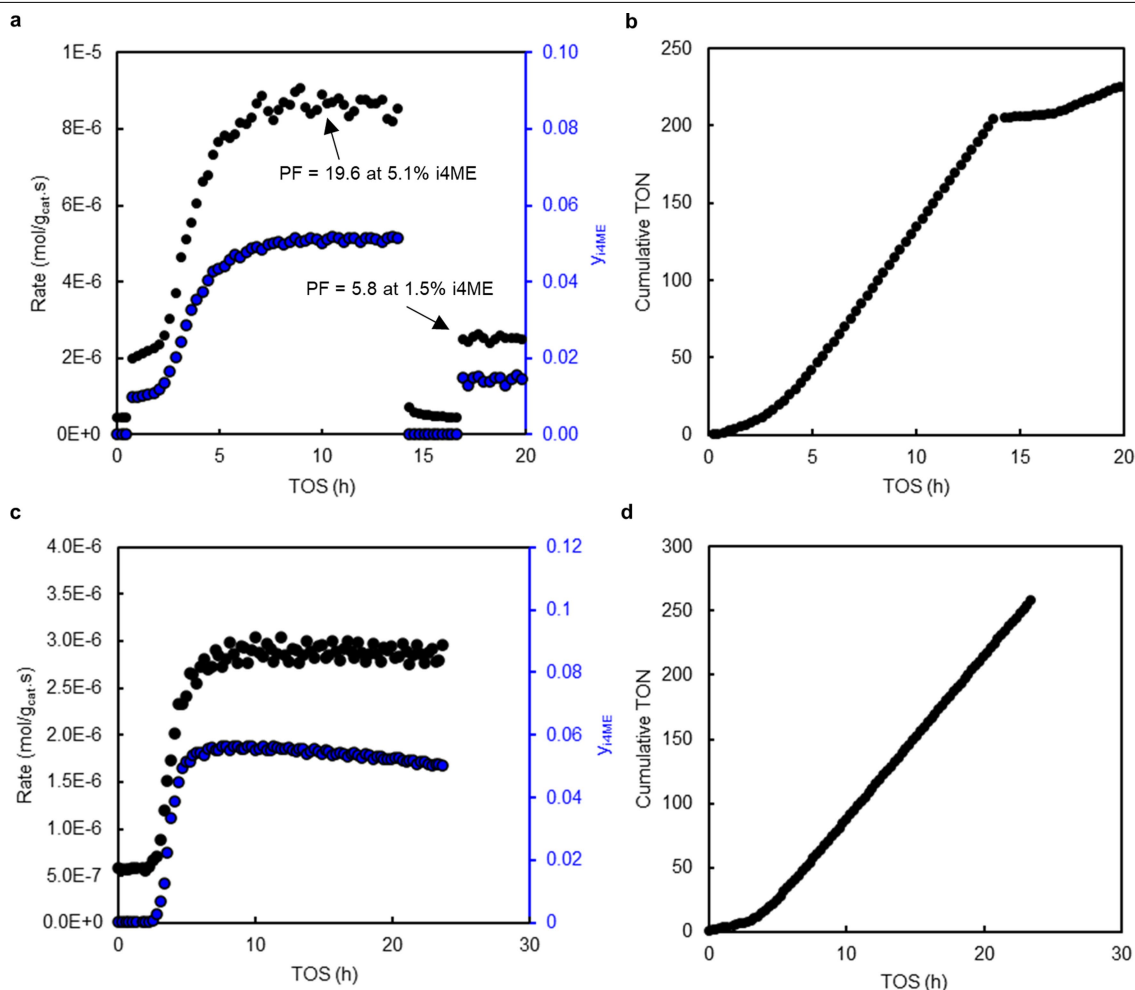 a
1E-5
8E-6
6E-6
4E-6
2E-6
0E+0
Rate (mol/gcat·s)
0.10
0.08
0.06
0.04
0.02
0.00
yi4ME
PF = 19.6 at 5.1% i4ME
PF = 5.8 at 1.5% i4ME
0 5 10 15 20
TOS (h)
b
250
200
150
100
50
0
Cumulative TON
0 5 10 15 20
TOS (h)
c
4.0E-6
3.5E-6
3.0E-6
2.5E-6
2.0E-6
1.5E-6
1.0E-6
5.0E-7
0.0E+0
Rate (mol/gcat·s)
0.12
0.1
0.08
0.06
0.04
0.02
0
yi4ME
0 10 20 30
TOS (h)
d
300
250
200
150
100
50
0
Cumulative TON
0 10 20 30
TOS (h)